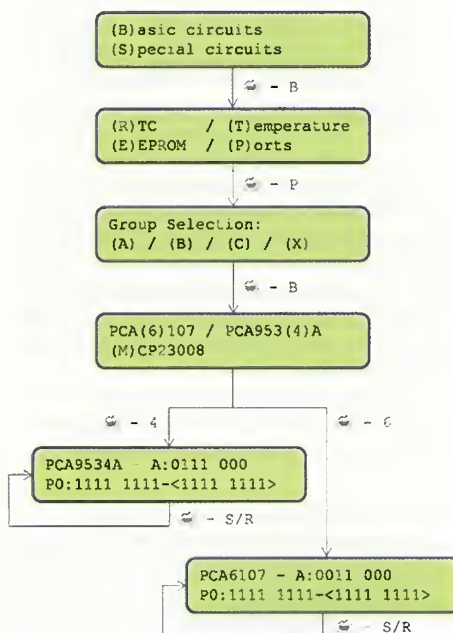 (B)asic circuits
(S)pecial circuits
- B
(R)TC / (T)emperature
(E)EPROM / (P)orts
- P
Group Selection:
(A) / (B) / (C) / (X)
- B
PCA(6)107 / PCA953(4)A
(M)CP23008
- 4
- 6
PCA9534A - A:0111 000
P0:1111 1111-<1111 1111>
- S/R
PCA6107 - A:0011 000
P0:1111 1111-<1111 1111>
- S/R